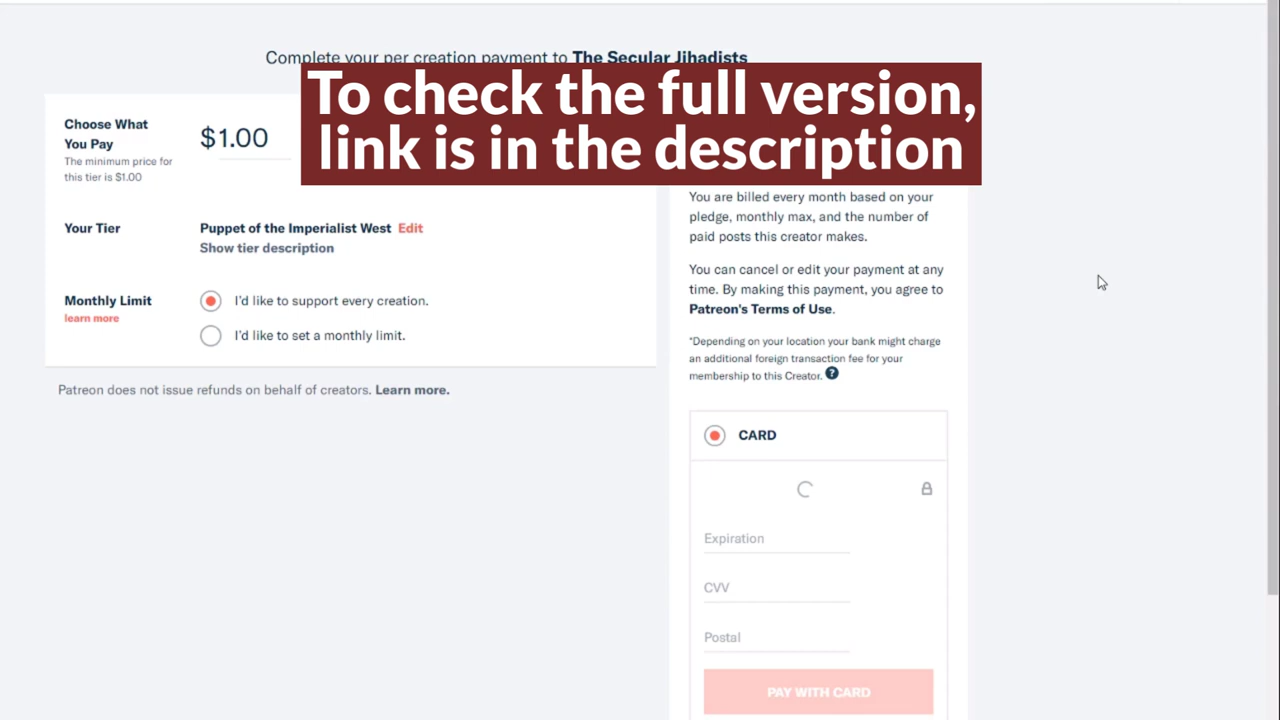 Complete your per creation payment to The Secular Jihadists
To check the full version,
link is in the description
Choose What
You Pay
The minimum price for
this tier is $1.00
$1.00
Your Tier
Puppet of the Imperialist West Edit
Show tier description
Monthly Limit
learn more
I'd like to support every creation.
I'd like to set a monthly limit.
Patreon does not issue refunds on behalf of creators. Learn more.
You are billed every month based on your
pledge, monthly max, and the number of
paid posts this creator makes.
You can cancel or edit your payment at any
time. By making this payment, you agree to
Patreon's Terms of Use.
*Depending on your location your bank might charge
an additional foreign transaction fee for your
membership to this Creator. ?
CARD
Expiration
CVV
Postal
PAY WITH CARD